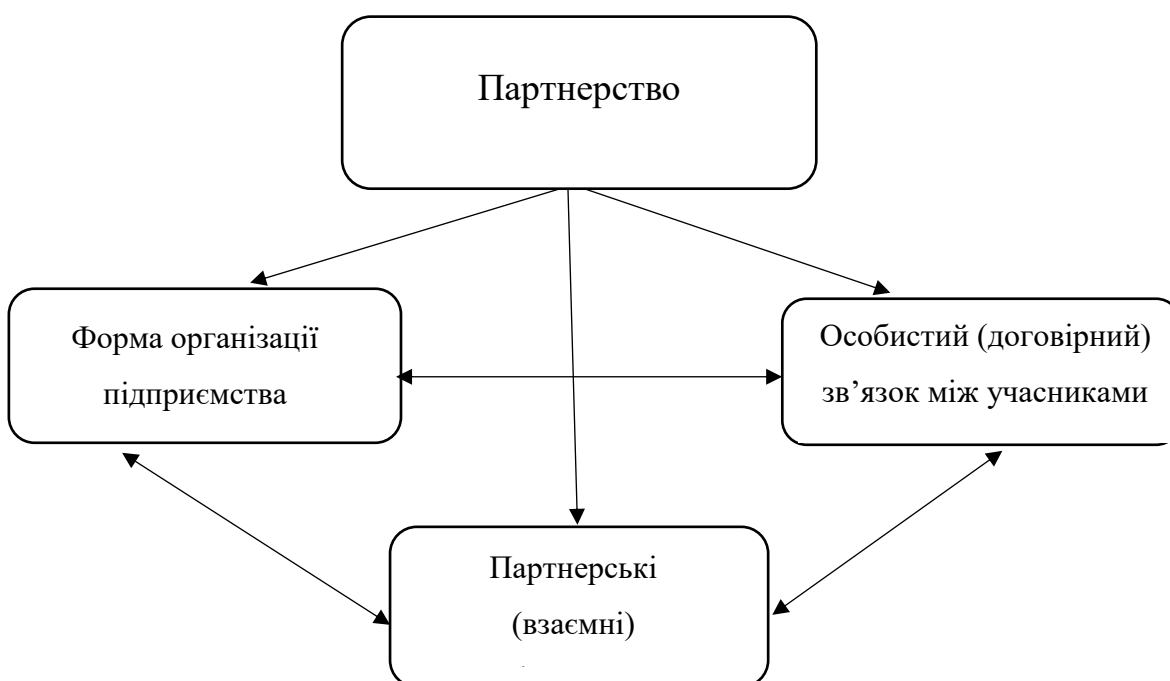 Партнерство
Форма організації
підприємства
Особистий (договірний)
зв’язок між учасниками
Партнерські
(взаємні)